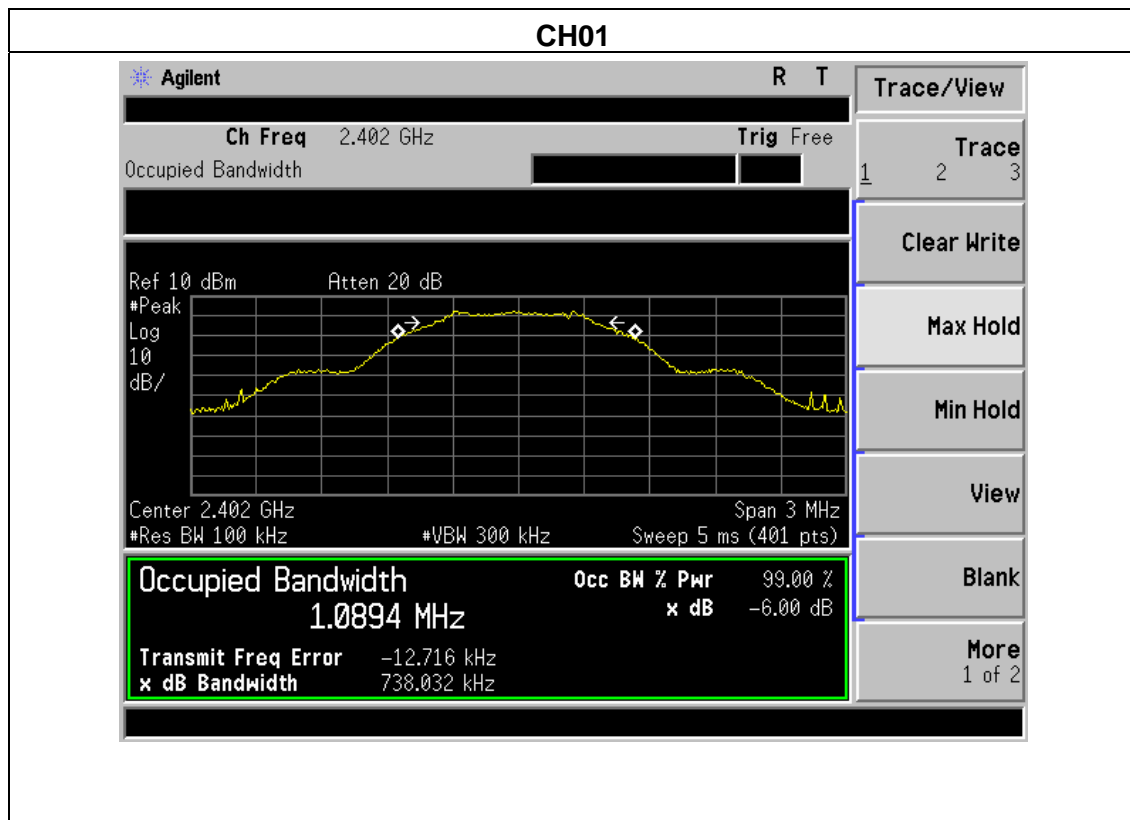 CH01
Agilent R T
Trace/View
Ch Freq 2.402 GHz Trig Free
Occupied Bandwidth
Trace
1 2 3
Clear Write
Ref 10 dBm Atten 20 dB
#Peak
Log
10
dB/
Max Hold
Min Hold
View
Center 2.402 GHz Span 3 MHz
#Res BW 100 kHz #VBW 300 kHz Sweep 5 ms (401 pts)
Occupied Bandwidth Occ BW % Pwr 99.00 %
1.0894 MHz x dB -6.00 dB
Blank
Transmit Freq Error -12.716 kHz
x dB Bandwidth 738.032 kHz
More
1 of 2